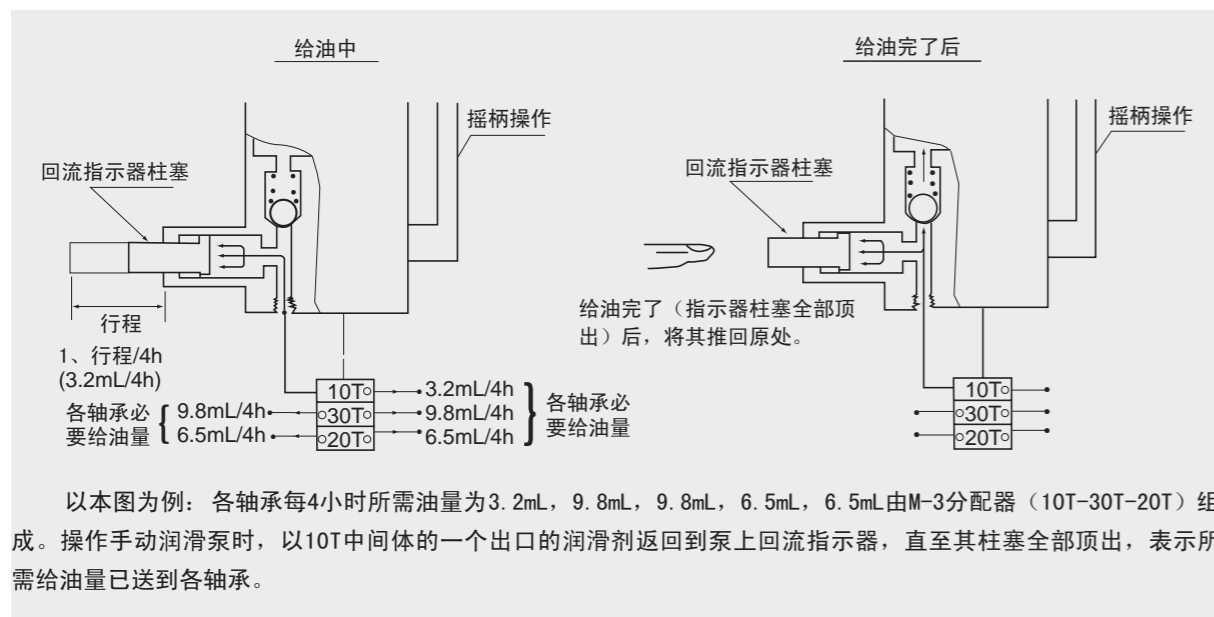 给油中
摇柄操作
回流指示器柱塞
行程
1、行程/4h
(3.2mL/4h)
各轴承必
要给油量
9.8mL/4h
6.5mL/4h
10T
30T
20T
3.2mL/4h
9.8mL/4h
6.5mL/4h
各轴承必
要给油量
给油完了后
摇柄操作
回流指示器柱塞
给油完了（指示器柱塞全部顶
出）后，将其推回原处。
10T
30T
20T
以本图为例：各轴承每4小时所需油量为3.2mL，9.8mL，9.8mL，6.5mL，6.5mL由M-3分配器（10T-30T-20T）组
成。操作手动润滑泵时，以10T中间体的一个出口的润滑剂返回到泵上回流指示器，直至其柱塞全部顶出，表示所
需给油量已送到各轴承。